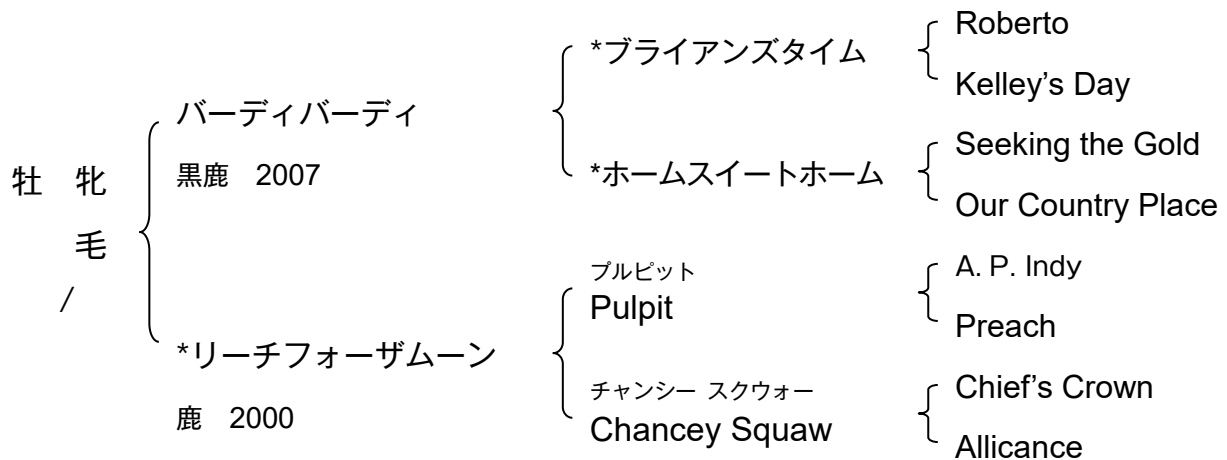 牡 牝
毛
/
バーディバーディ
黒鹿 2007
*リーチフォーザムーン
鹿 2000
*ブライアンズタイム
*ホームスイートホーム
プルピット
Pulpit
チャンシー スクウォー
Chancey Squaw
Roberto
Kelley’s Day
Seeking the Gold
Our Country Place
A. P. Indy
Preach
Chief’s Crown
Allicance